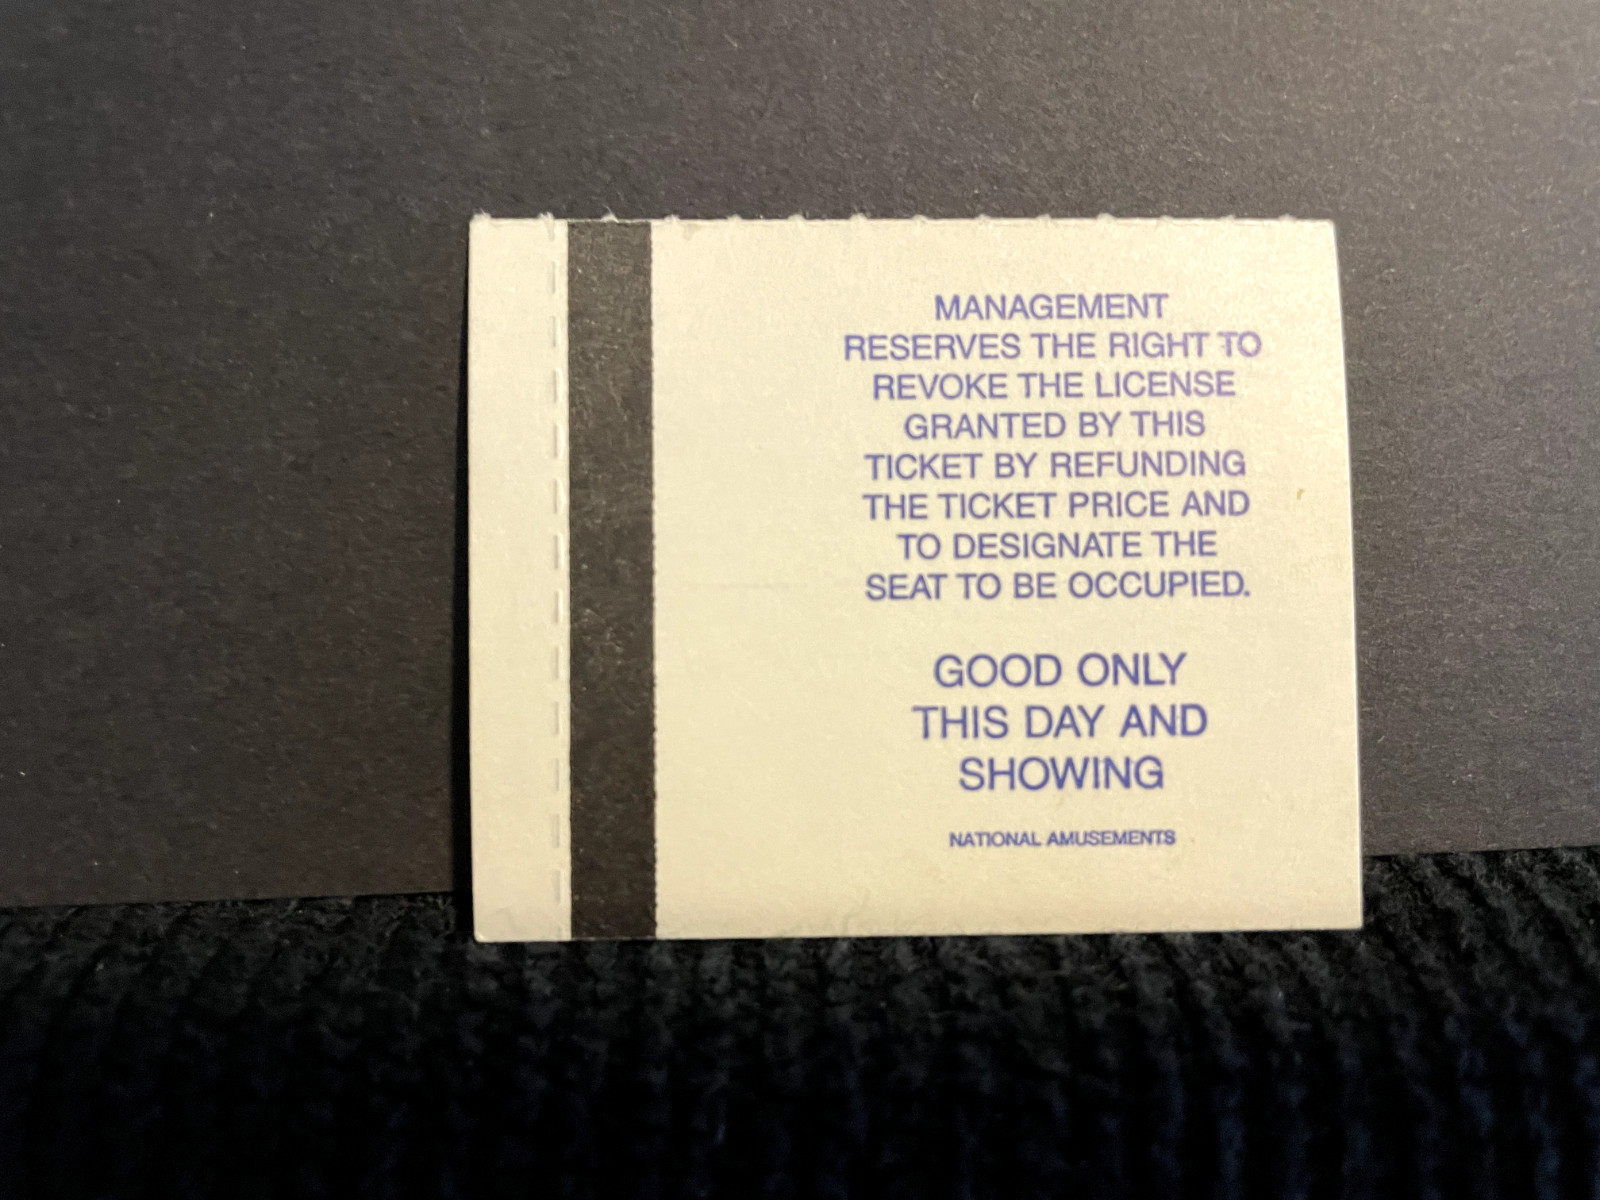 MANAGEMENT
RESERVES THE RIGHT TO
REVOKE THE LICENSE
GRANTED BY THIS
TICKET BY REFUNDING
THE TICKET PRICE AND
TO DESIGNATE THE
SEAT TO BE OCCUPIED.
GOOD ONLY
THIS DAY AND
SHOWING
NATIONAL AMUSEMENTS